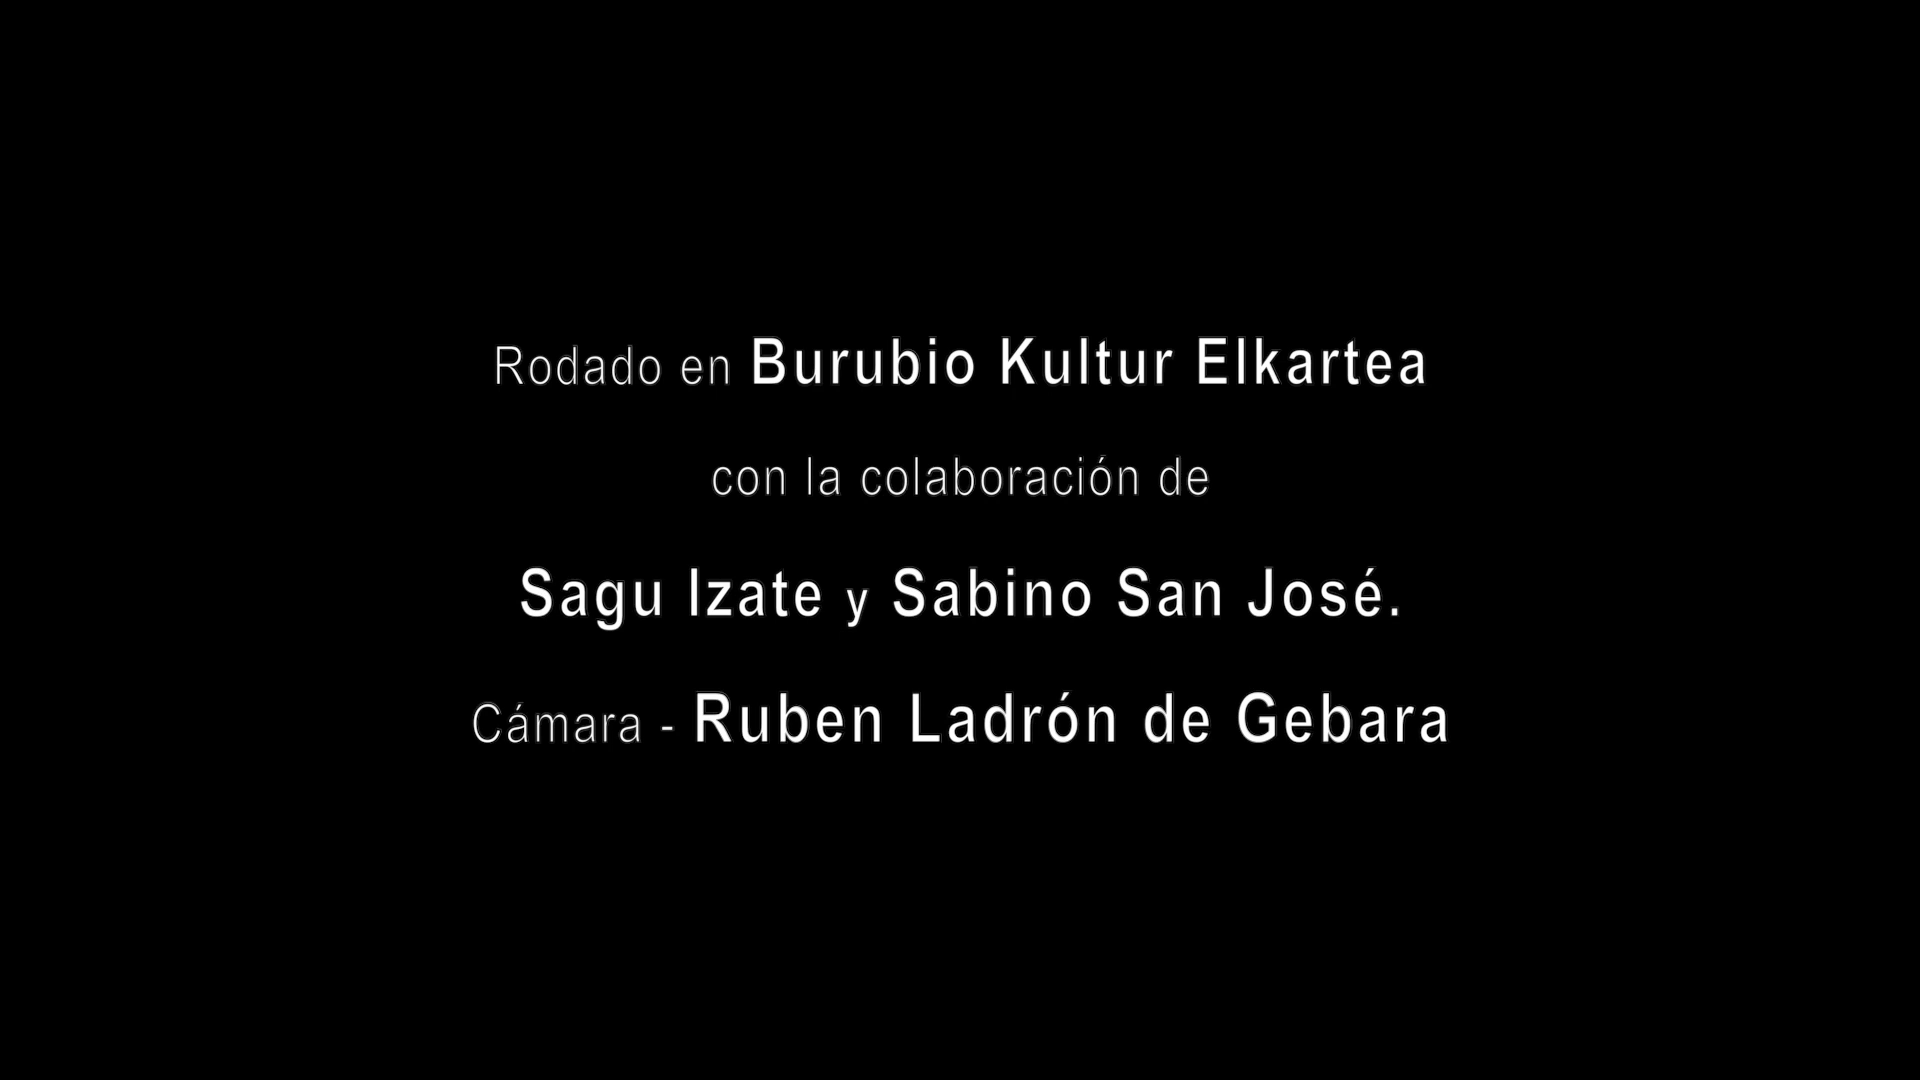 Rodado en Burubio Kultur Elkartea
con la colaboración de
Sagu Izate y Sabino San José.
Cámara - Ruben Ladrón de Gebara